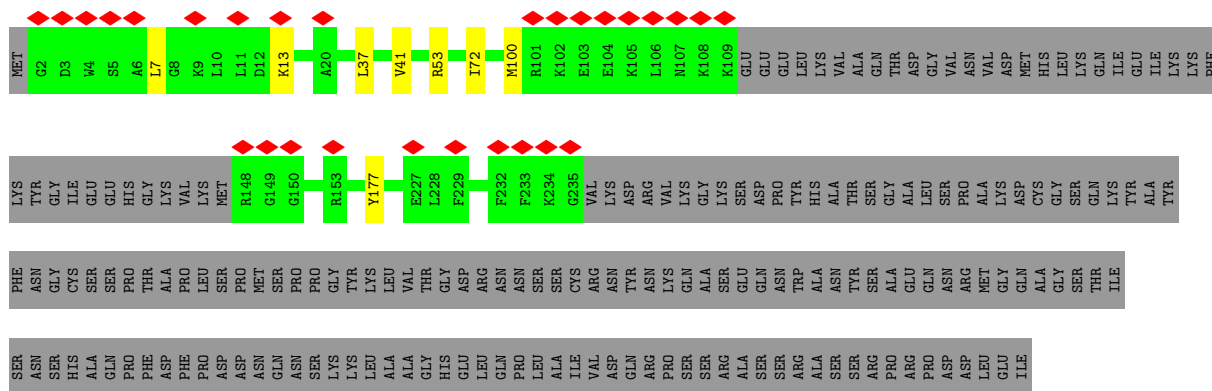 MET G2 D3 W4 S5 A6 L7 G8 K9 L10 L11 D12 K13 A20 L37 V41 R53 I72 M100 R101 K102 E103 E104 K105 L106 N107 K108 K109 GLU GLU GLU LEU LYS VAL ALA GLN THR ASP GLY VAL ASN VAL ASP MET HIS LEU LYS GLN ILE GLU ILE LYS LYS PHE
LYS TYR GLY ILE GLU GLU HIS GLY LYS VAL LYS MET R148 G149 G150 R153 Y177 E227 L228 F229 F232 F233 K234 G235 VAL LYS ASP ARG VAL LYS GLY LYS SER ASP PRO TYR HIS ALA THR SER GLY ALA LEU SER PRO ALA LYS ASP CYS GLY SER GLN LYS TYR ALA TYR
PHE ASN GLY CYS SER SER PRO THR ALA PRO LEU SER PRO MET SER PRO PRO GLY TYR LYS LEU VAL THR GLY ASP ARG ASN ASN SER SER CYS ARG ASN TYR ASN LYS GLN ALA SER GLU GLN ASN TRP ALA ASN TYR SER ALA GLU GLN ASN ARG MET GLY GLN ALA GLY SER THR ILE
SER ASN SER HIS ALA GLN PRO PHE ASP PHE PRO ASP ASP ASN GLN ASN SER LYS LYS LEU ALA ALA GLY HIS GLU LEU GLN PRO LEU ALA ILE VAL ASP GLN ARG PRO SER SER ARG ALA SER SER ARG ALA SER SER ARG PRO ARG PRO ASP ASP LEU GLU ILE